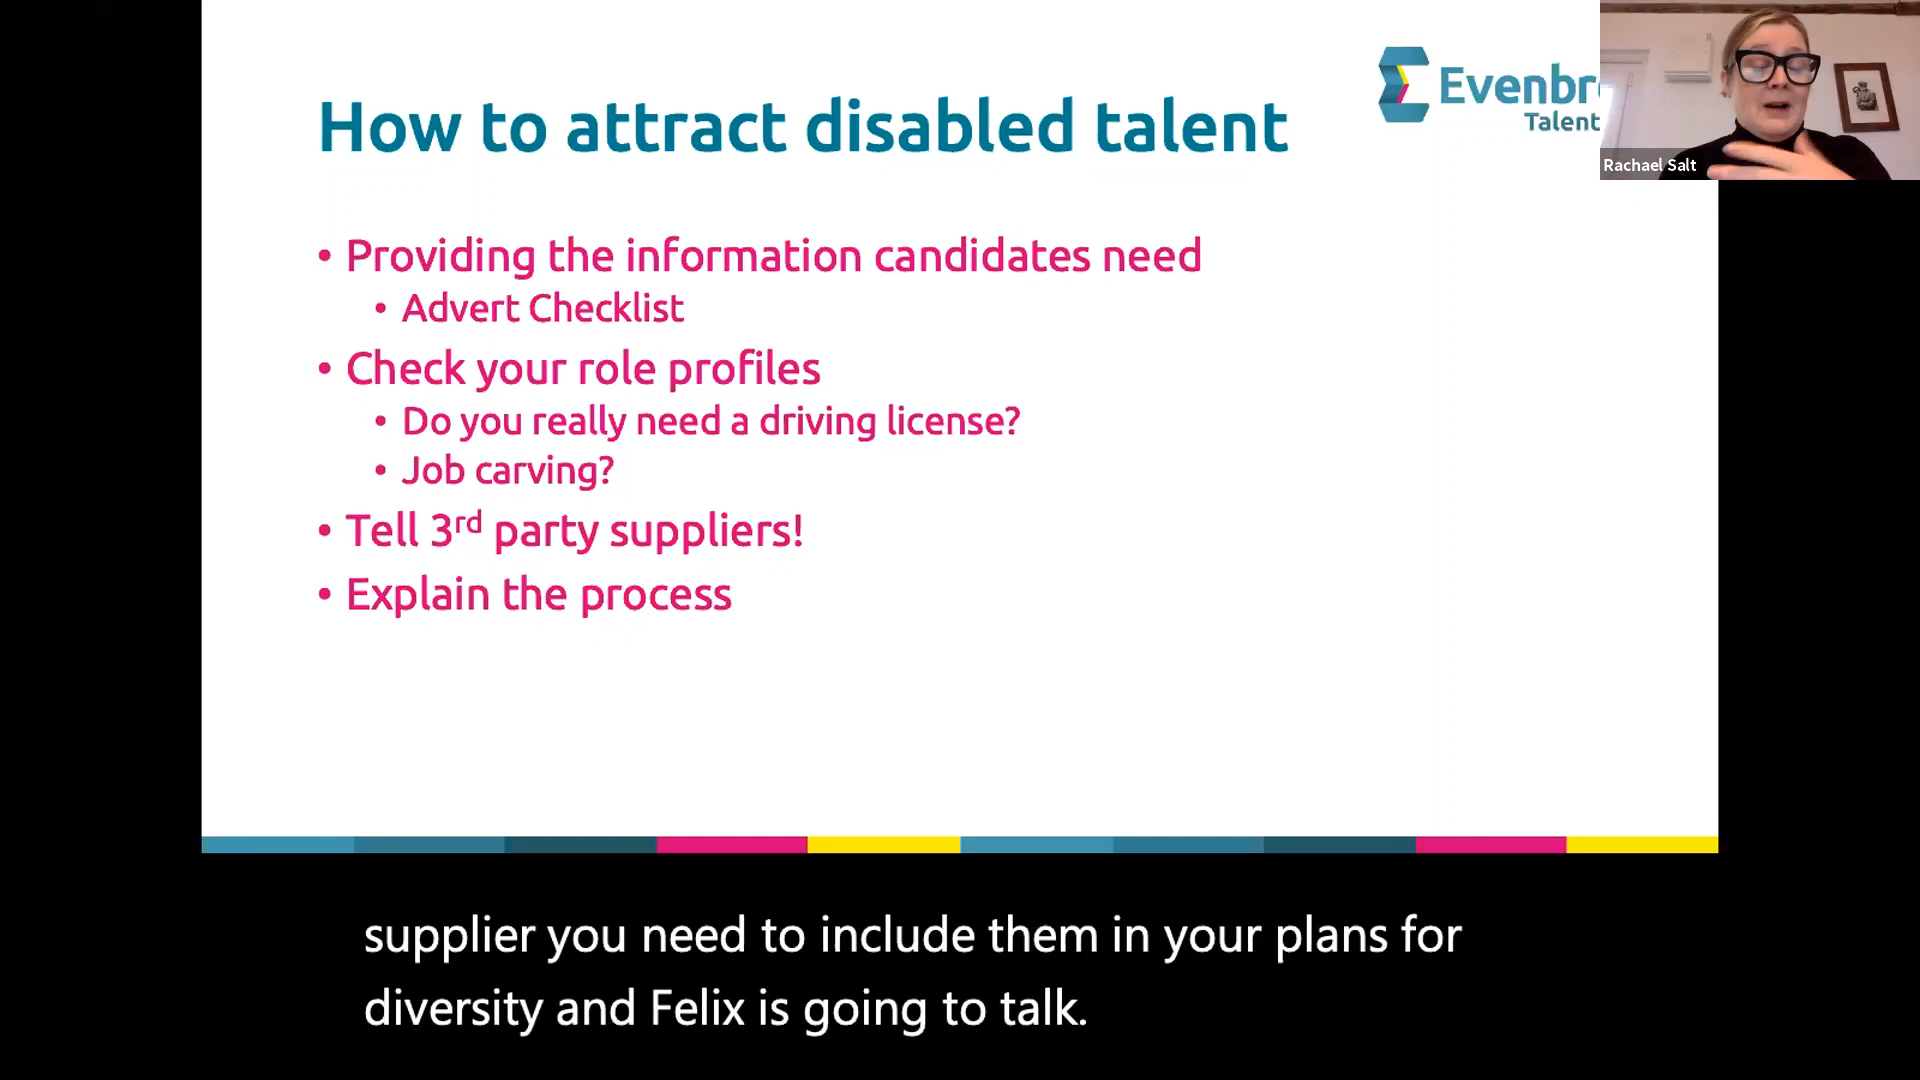 How to attract disabled talent
Evenbr
Talent
Rachael Salt
• Providing the information candidates need
• Advert Checklist
• Check your role profiles
• Do you really need a driving license?
• Job carving?
• Tell 3rd party suppliers!
• Explain the process
supplier you need to include them in your plans for
diversity and Felix is going to talk.